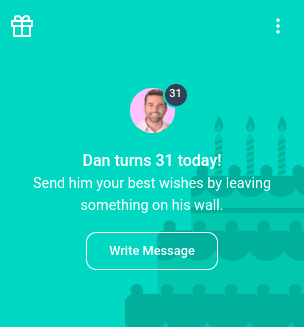 31
Dan turns 31 today!
Send him your best wishes by leaving
something on his wall.
Write Message